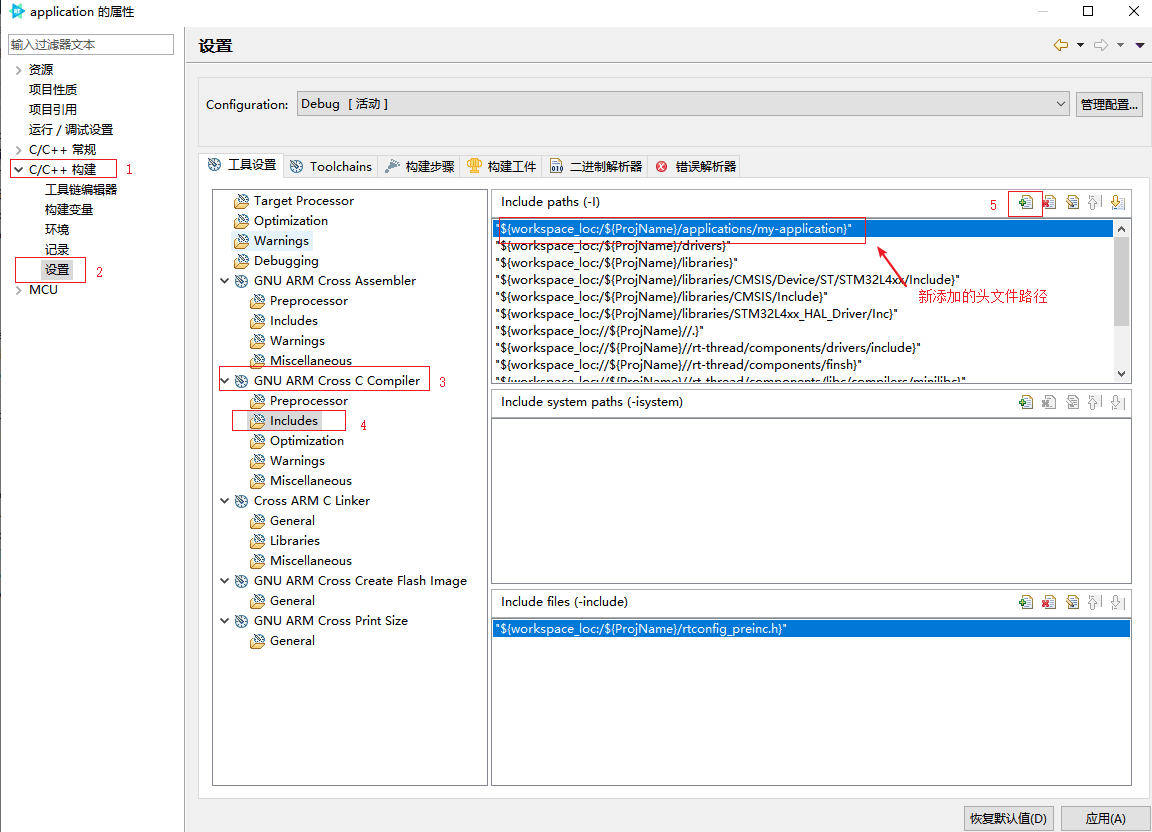 application 的属性
输入过滤器文本
资源
项目性质
项目引用
运行 / 调试设置
C/C++ 常规
C/C++ 构建 1
工具链编辑器
构建变量
环境
记录
设置 2
MCU
设置
Configuration: Debug [ 活动 ] 管理配置...
工具设置 Toolchains 构建步骤 构建工件 二进制解析器 错误解析器
Target Processor
Optimization
Warnings
Debugging
GNU ARM Cross Assembler
Preprocessor
Includes
Warnings
Miscellaneous
GNU ARM Cross C Compiler 3
Preprocessor
Includes 4
Optimization
Warnings
Miscellaneous
Cross ARM C Linker
General
Libraries
Miscellaneous
GNU ARM Cross Create Flash Image
General
GNU ARM Cross Print Size
General
Include paths (-I) 5
"${workspace_loc:/${ProjName}/applications/my-application}"
"${workspace_loc:/${ProjName}/drivers}"
"${workspace_loc:/${ProjName}/libraries}"
"${workspace_loc:/${ProjName}/libraries/CMSIS/Device/ST/STM32L4xx/Include}"
"${workspace_loc:/${ProjName}/libraries/CMSIS/Include}"
新添加的头文件路径
"${workspace_loc:/${ProjName}/libraries/STM32L4xx_HAL_Driver/Inc}"
"${workspace_loc://${ProjName}//.}"
"${workspace_loc://${ProjName}//rt-thread/components/drivers/include}"
"${workspace_loc://${ProjName}//rt-thread/components/finsh}"
"${workspace_loc://${ProjName}//rt-thread/components/libc/compilers/minilibc}"
Include system paths (-isystem)
Include files (-include)
"${workspace_loc:/${ProjName}/rtconfig_preinc.h}"
恢复默认值(D) 应用(A)